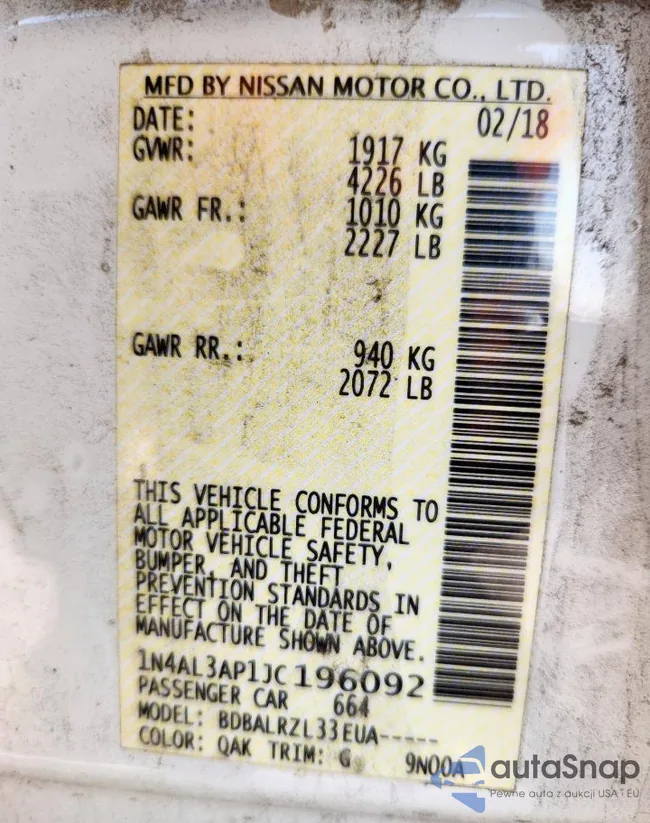 MFD BY NISSAN MOTOR CO., LTD.
DATE: 02/18
GVWR: 1917 KG
4226 LB
GAWR FR.: 1010 KG
2227 LB
GAWR RR.: 940 KG
2072 LB
THIS VEHICLE CONFORMS TO
ALL APPLICABLE FEDERAL
MOTOR VEHICLE SAFETY,
BUMPER, AND THEFT
PREVENTION STANDARDS IN
EFFECT ON THE DATE OF
MANUFACTURE SHOWN ABOVE.
1N4AL3AP1JC196092
PASSENGER CAR 664
MODEL: BDBALRZL33EUA-----
COLOR: QAK TRIM: G 9N00A
autaSnap
Pewne auta z aukcji USA i EU